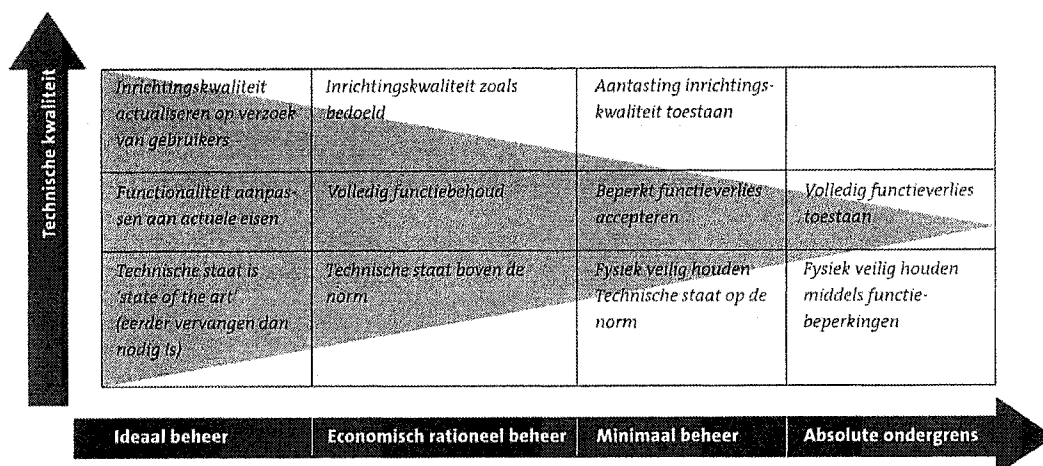 Technische kwaliteit
Inrichtingskwaliteit
actualiseren op verzoek
van gebruikers
Inrichtingskwaliteit zoals
bedoeld
Aantasting inrichtings-
kwaliteit toestaan
Functionaliteit aanpas-
sen aan actuele eisen
Volledig functiebehoud
Beperkt functieverlies
accepteren
Volledig functieverlies
toestaan
Technische staat is
'state of the art'
(eerder vervangen dan
nodig is)
Technische staat boven de
norm
Fysiek veilig houden
Technische staat op de
norm
Fysiek veilig houden
middels functie-
beperkingen
Ideaal beheer
Economisch rationeel beheer
Minimaal beheer
Absolute ondergrens